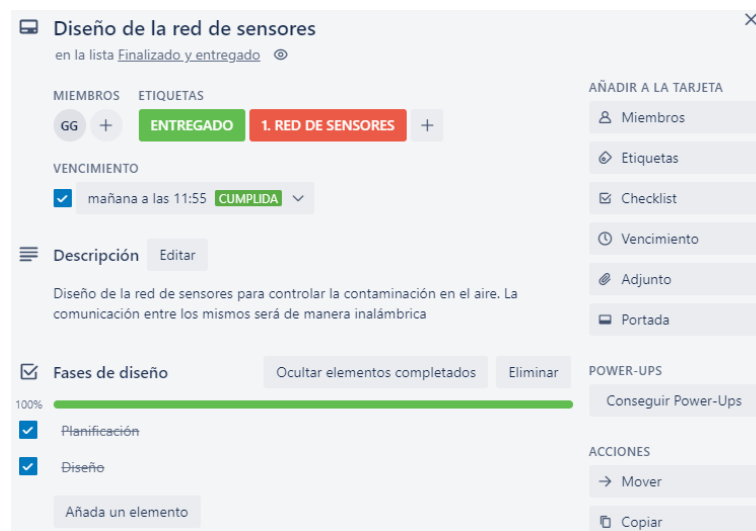 Diseño de la red de sensores
en la lista Finalizado y entregado
MIEMBROS ETIQUETAS
GG + ENTREGADO 1. RED DE SENSORES +
VENCIMIENTO
mañana a las 11:55 CUMPLIDA
Descripción Editar
Diseño de la red de sensores para controlar la contaminación en el aire. La
comunicación entre los mismos será de manera inalámbrica
Fases de diseño Ocultar elementos completados Eliminar
100%
Planificación
Diseño
Añada un elemento
AÑADIR A LA TARJETA
Miembros
Etiquetas
Checklist
Vencimiento
Adjunto
Portada
POWER-UPS
Conseguir Power-Ups
ACCIONES
Mover
Copiar